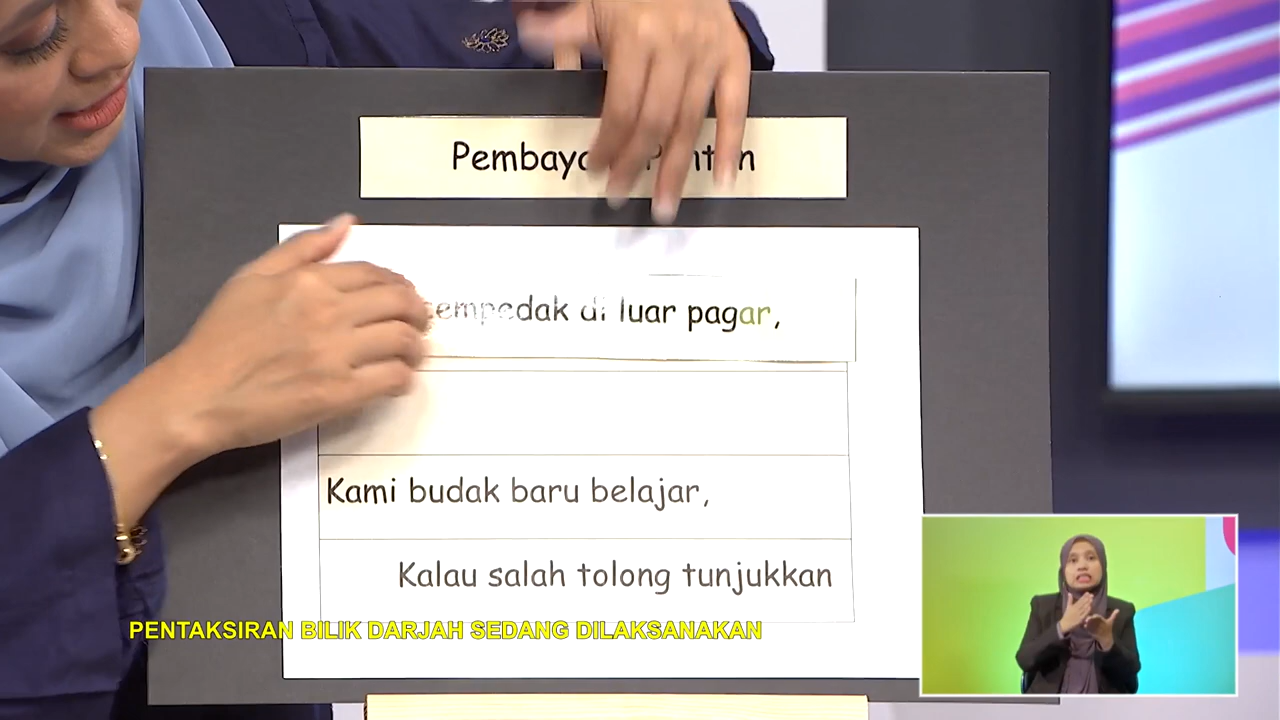 cempedak di luar pagar,
Kami budak baru belajar,
Kalau salah tolong tunjukkan
PENTAKSIRAN BILIK DARJAH SEDANG DILAKSANAKAN